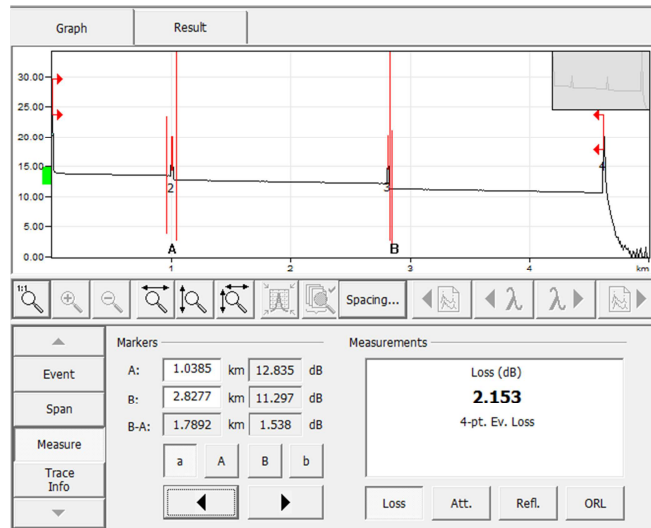 Graph Result
30.00
25.00
20.00
15.00
10.00
5.00
0.00
2 3 4
A B
1 2 3 4 km
1:1 Spacing... λ λ
Markers Measurements
Event
Span
Measure
Trace
Info
A: 1.0385 km 12.835 dB
B: 2.8277 km 11.297 dB
B-A: 1.7892 km 1.538 dB
a A B b
Loss (dB)
2.153
4-pt. Ev. Loss
Loss Att. Refl. ORL